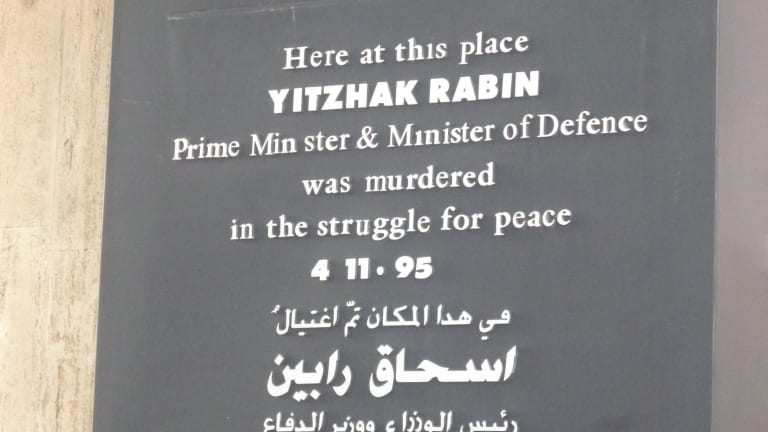 Here at this place
YITZHAK RABIN
Prime Min ster & Minister of Defence
was murdered
in the struggle for peace
4 11·95
في هدا المكان تمّ اغتيالُ
اسحاق رابين
رئيس الوزراء ووزير الدفاع